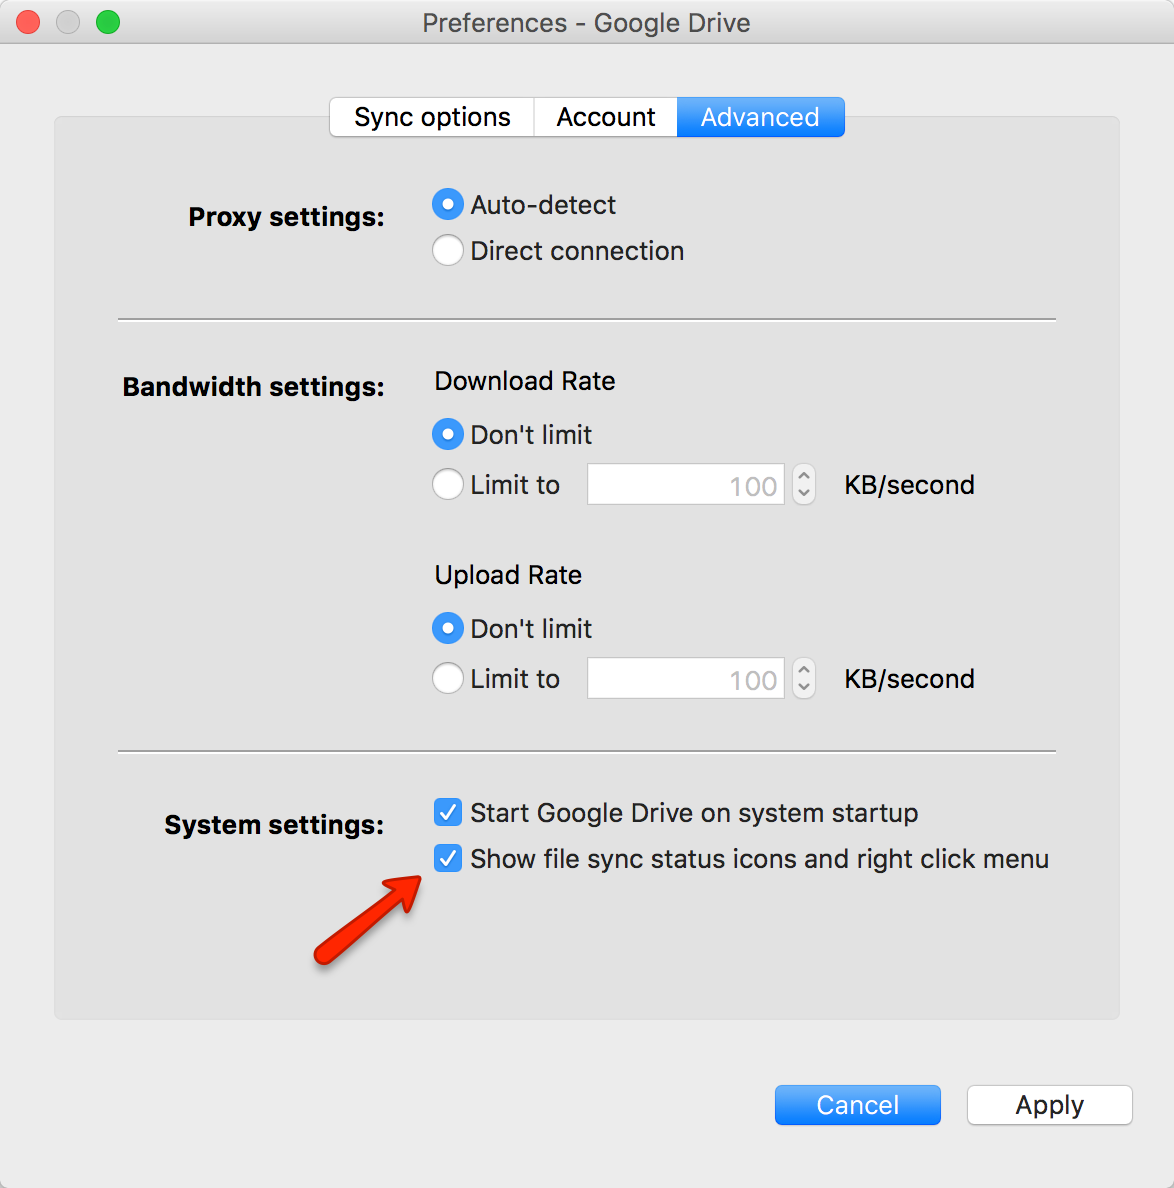 Preferences - Google Drive
Sync options Account Advanced
Proxy settings: Auto-detect
Direct connection
Bandwidth settings: Download Rate
Don't limit
Limit to 100 KB/second
Upload Rate
Don't limit
Limit to 100 KB/second
System settings: Start Google Drive on system startup
Show file sync status icons and right click menu
Cancel Apply